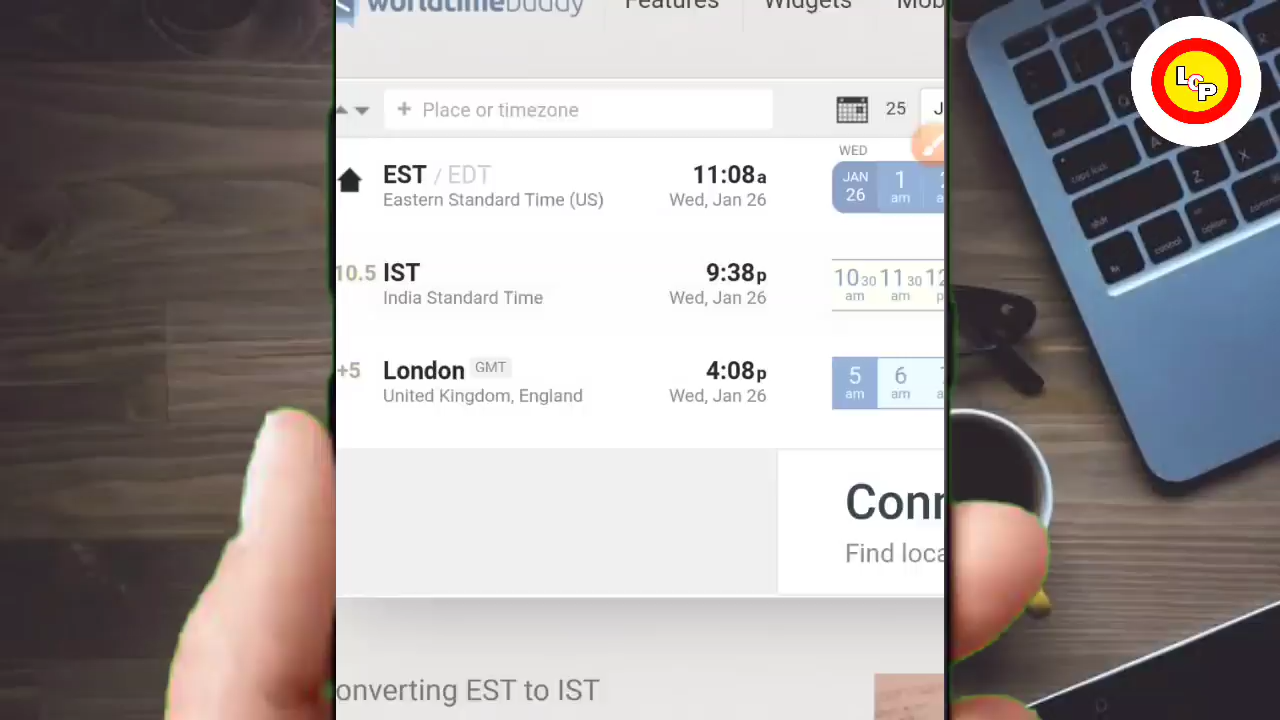 worldtimebuddy Features Widgets Mob
+ Place or timezone 25 J
WED
EST / EDT 11:08a JAN 26 1 am
Eastern Standard Time (US) Wed, Jan 26
10.5 IST 9:38p 10 30 am 11 30 am 12
India Standard Time Wed, Jan 26
+5 London GMT 4:08p 5 am 6 am
United Kingdom, England Wed, Jan 26
Conn
Find loca
onverting EST to IST
LCP